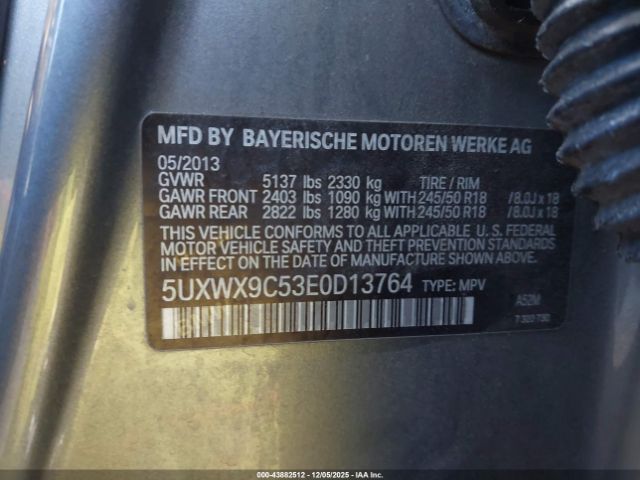 MFD BY BAYERISCHE MOTOREN WERKE AG
05/2013
GVWR 5137 lbs 2330 kg TIRE / RIM
GAWR FRONT 2403 lbs 1090 kg WITH 245/50 R18 /8.0J x 18
GAWR REAR 2822 lbs 1280 kg WITH 245/50 R18 /8.0J x 18
THIS VEHICLE CONFORMS TO ALL APPLICABLE U.S. FEDERAL
MOTOR VEHICLE SAFETY AND THEFT PREVENTION STANDARDS
IN EFFECT ON THE DATE OF MANUFACTURE SHOWN ABOVE.
5UXWX9C53E0D13764 TYPE: MPV
A52M
© IAA - 43882512 - 12/05/2025 - CAED